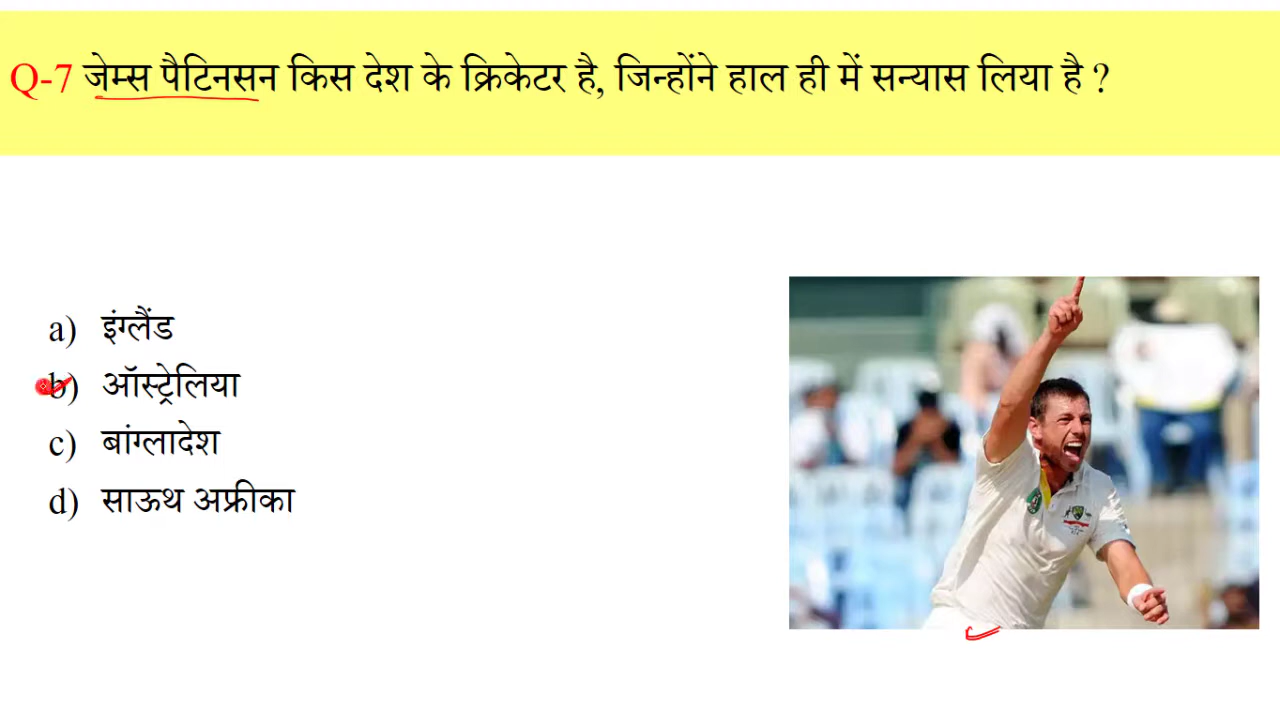 Q-7 जेम्स पैटिनसन किस देश के क्रिकेटर है, जिन्होंने हाल ही में सन्यास लिया है ?
a) इंग्लैंड
b) ऑस्ट्रेलिया
c) बांग्लादेश
d) साऊथ अफ्रीका